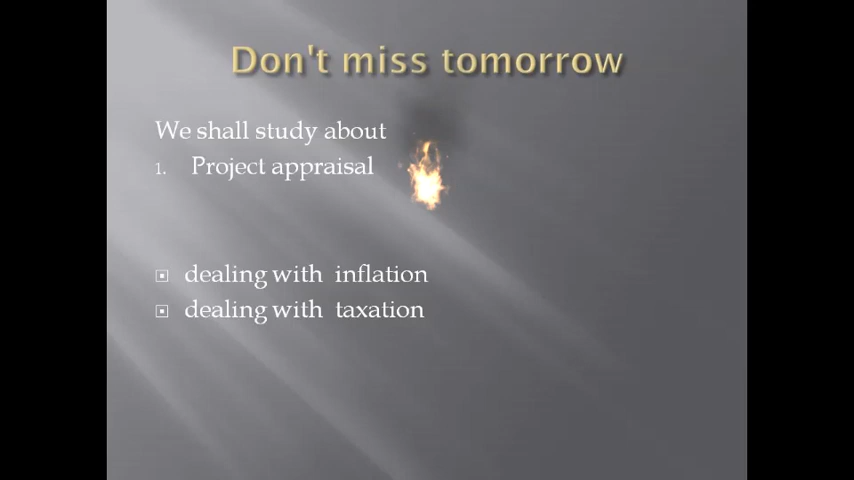 Don't miss tomorrow
We shall study about
1. Project appraisal
dealing with inflation
dealing with taxation